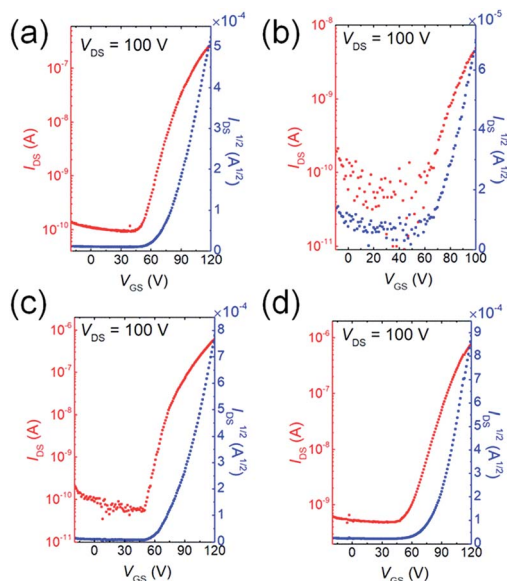 (a)
×10⁻⁴
V_DS = 100 V
10⁻⁷
10⁻⁸
10⁻⁹
10⁻¹⁰
I_DS (A)
5
4
3
2
1
0
I_DS^1/2 (A^1/2)
0 30 60 90 120
V_GS (V)
(b)
×10⁻⁵
V_DS = 100 V
10⁻⁸
10⁻⁹
10⁻¹⁰
10⁻¹¹
I_DS (A)
6
4
2
0
I_DS^1/2 (A^1/2)
0 20 40 60 80 100
V_GS (V)
(c)
×10⁻⁴
V_DS = 100 V
10⁻⁶
10⁻⁷
10⁻⁸
10⁻⁹
10⁻¹⁰
10⁻¹¹
I_DS (A)
8
7
6
5
4
3
2
1
0
I_DS^1/2 (A^1/2)
0 30 60 90 120
V_GS (V)
(d)
×10⁻⁴
V_DS = 100 V
10⁻⁶
10⁻⁷
10⁻⁸
10⁻⁹
I_DS (A)
9
8
7
6
5
4
3
2
1
0
I_DS^1/2 (A^1/2)
0 30 60 90 120
V_GS (V)